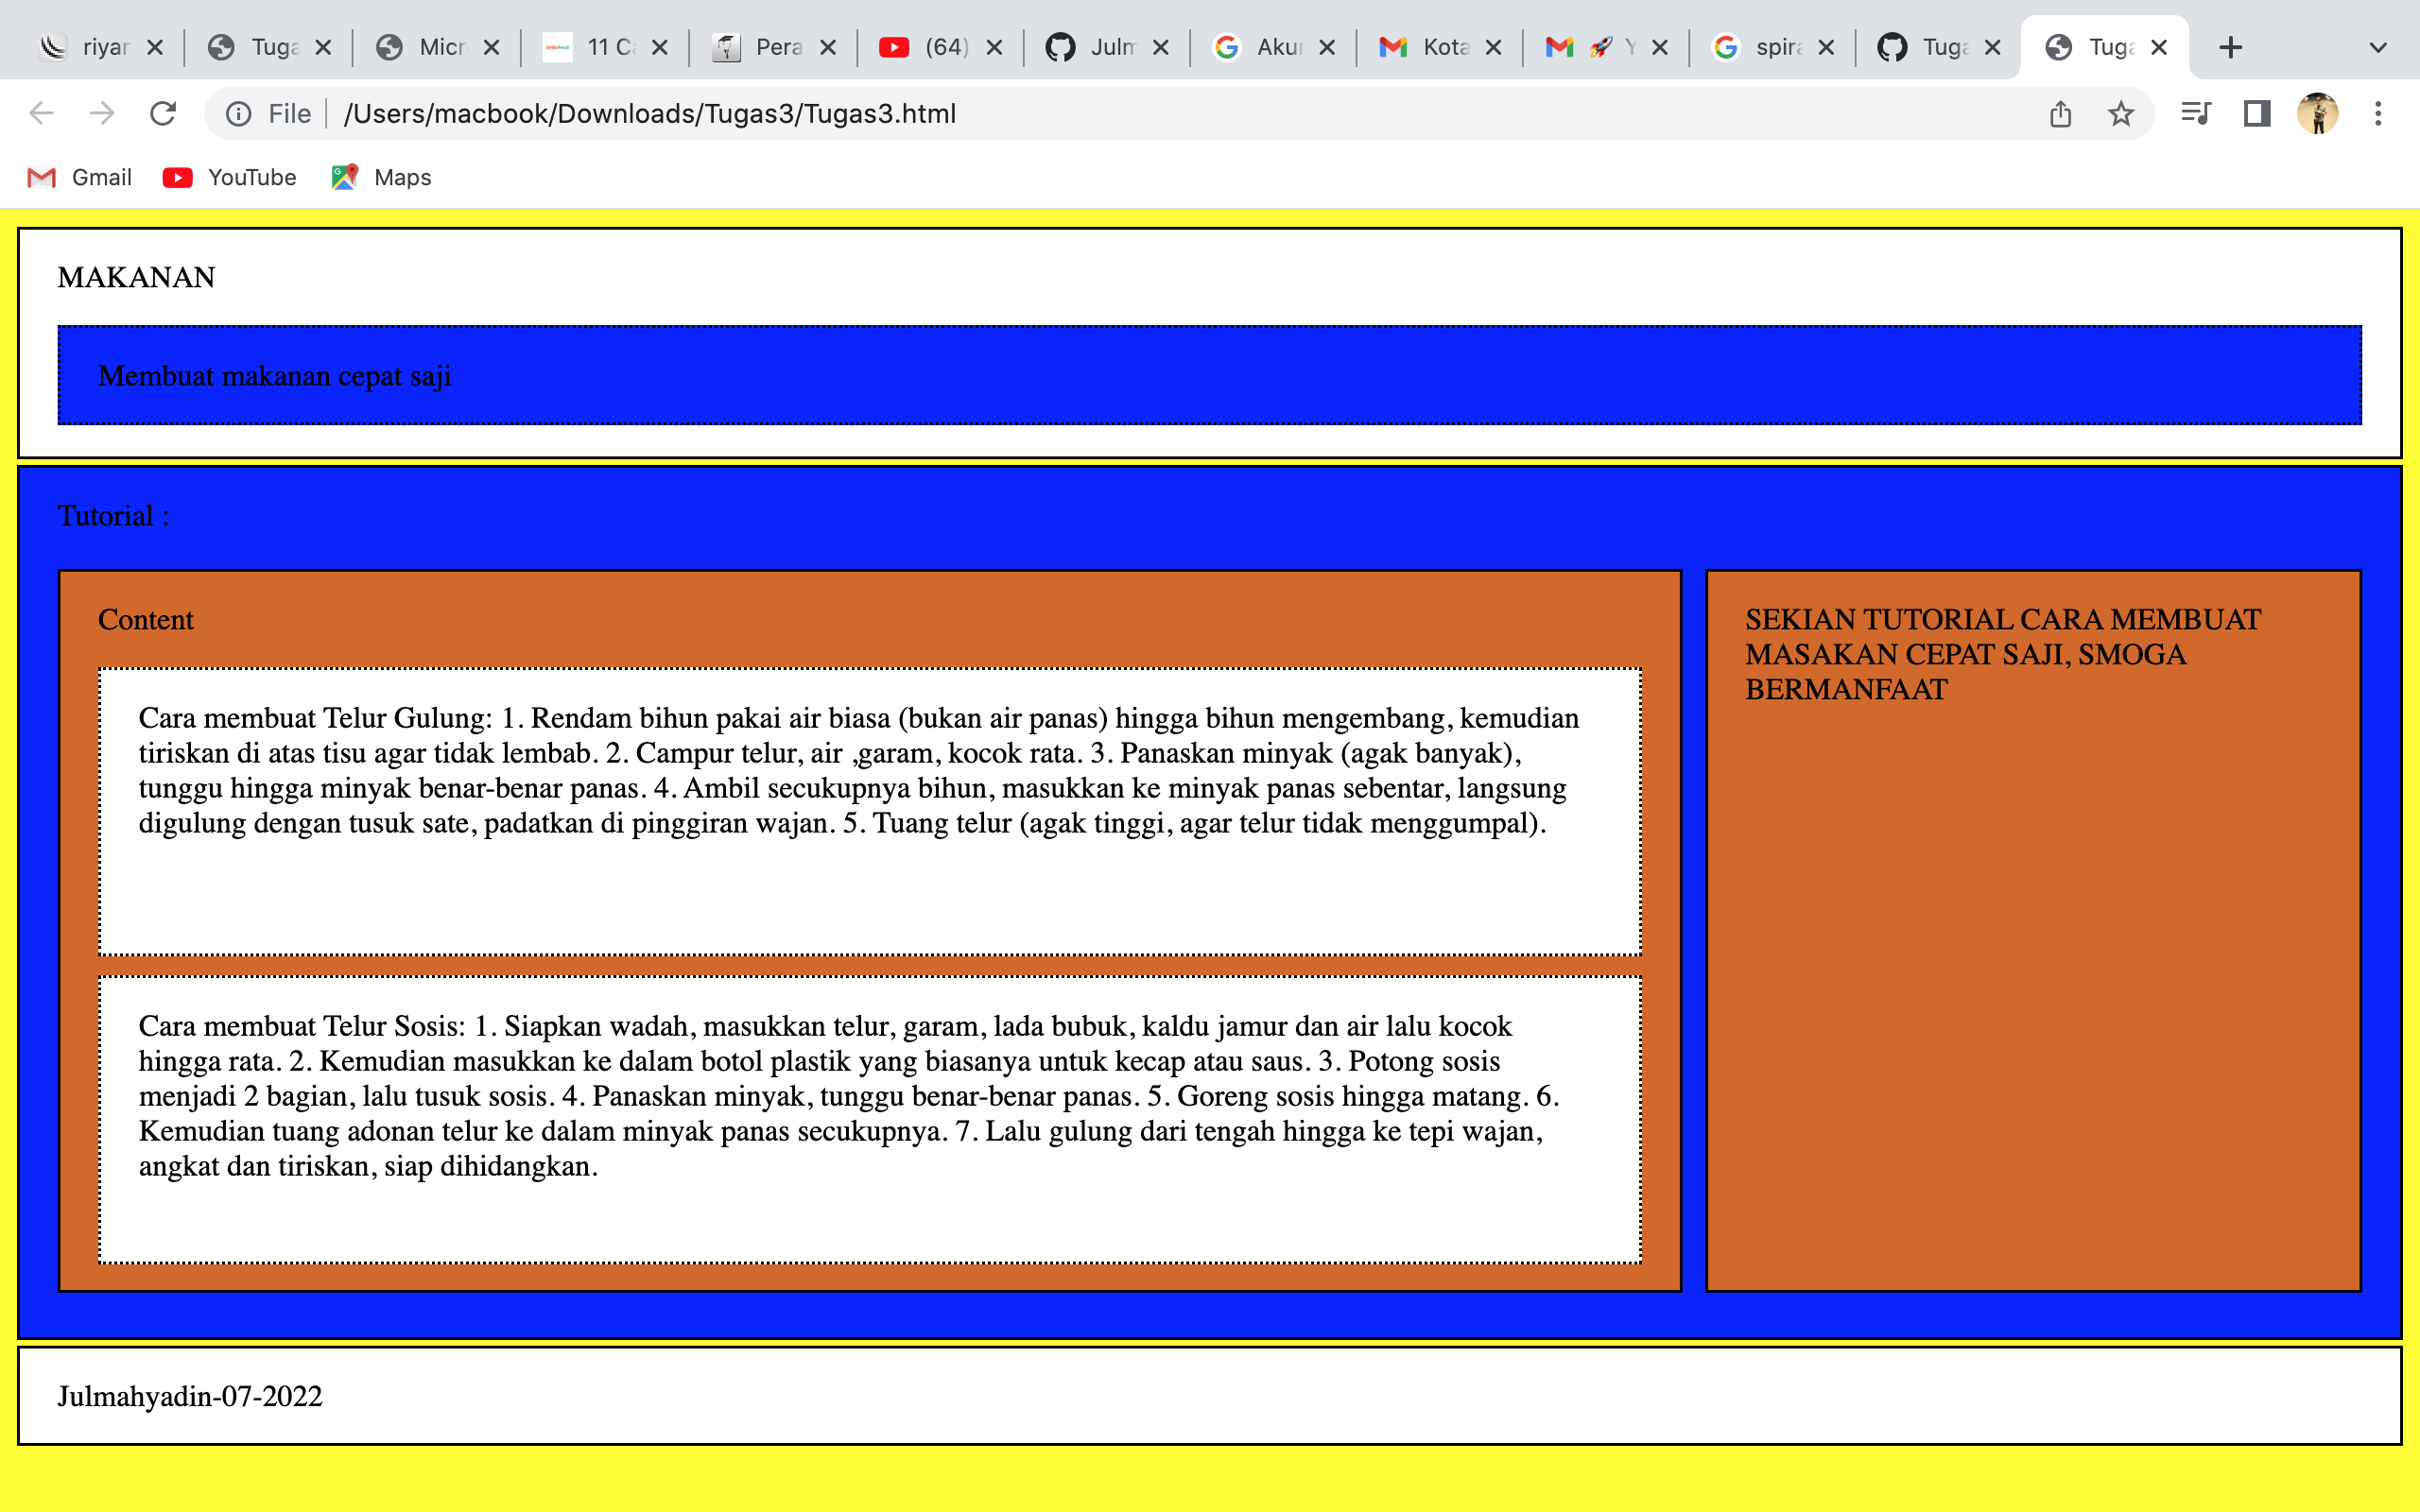 riyar
Tuga
Micr
11 C
Pera
(64)
Julm
Aku
Kota
Y
spira
Tuga
Tuga
File
/Users/macbook/Downloads/Tugas3/Tugas3.html
Gmail
YouTube
Maps
MAKANAN
Membuat makanan cepat saji
Tutorial :
Content
Cara membuat Telur Gulung: 1. Rendam bihun pakai air biasa (bukan air panas) hingga bihun mengembang, kemudian
tiriskan di atas tisu agar tidak lembab. 2. Campur telur, air ,garam, kocok rata. 3. Panaskan minyak (agak banyak),
tunggu hingga minyak benar-benar panas. 4. Ambil secukupnya bihun, masukkan ke minyak panas sebentar, langsung
digulung dengan tusuk sate, padatkan di pinggiran wajan. 5. Tuang telur (agak tinggi, agar telur tidak menggumpal).
Cara membuat Telur Sosis: 1. Siapkan wadah, masukkan telur, garam, lada bubuk, kaldu jamur dan air lalu kocok
hingga rata. 2. Kemudian masukkan ke dalam botol plastik yang biasanya untuk kecap atau saus. 3. Potong sosis
menjadi 2 bagian, lalu tusuk sosis. 4. Panaskan minyak, tunggu benar-benar panas. 5. Goreng sosis hingga matang. 6.
Kemudian tuang adonan telur ke dalam minyak panas secukupnya. 7. Lalu gulung dari tengah hingga ke tepi wajan,
angkat dan tiriskan, siap dihidangkan.
SEKIAN TUTORIAL CARA MEMBUAT
MASAKAN CEPAT SAJI, SMOGA
BERMANFAAT
Julmahyadin-07-2022